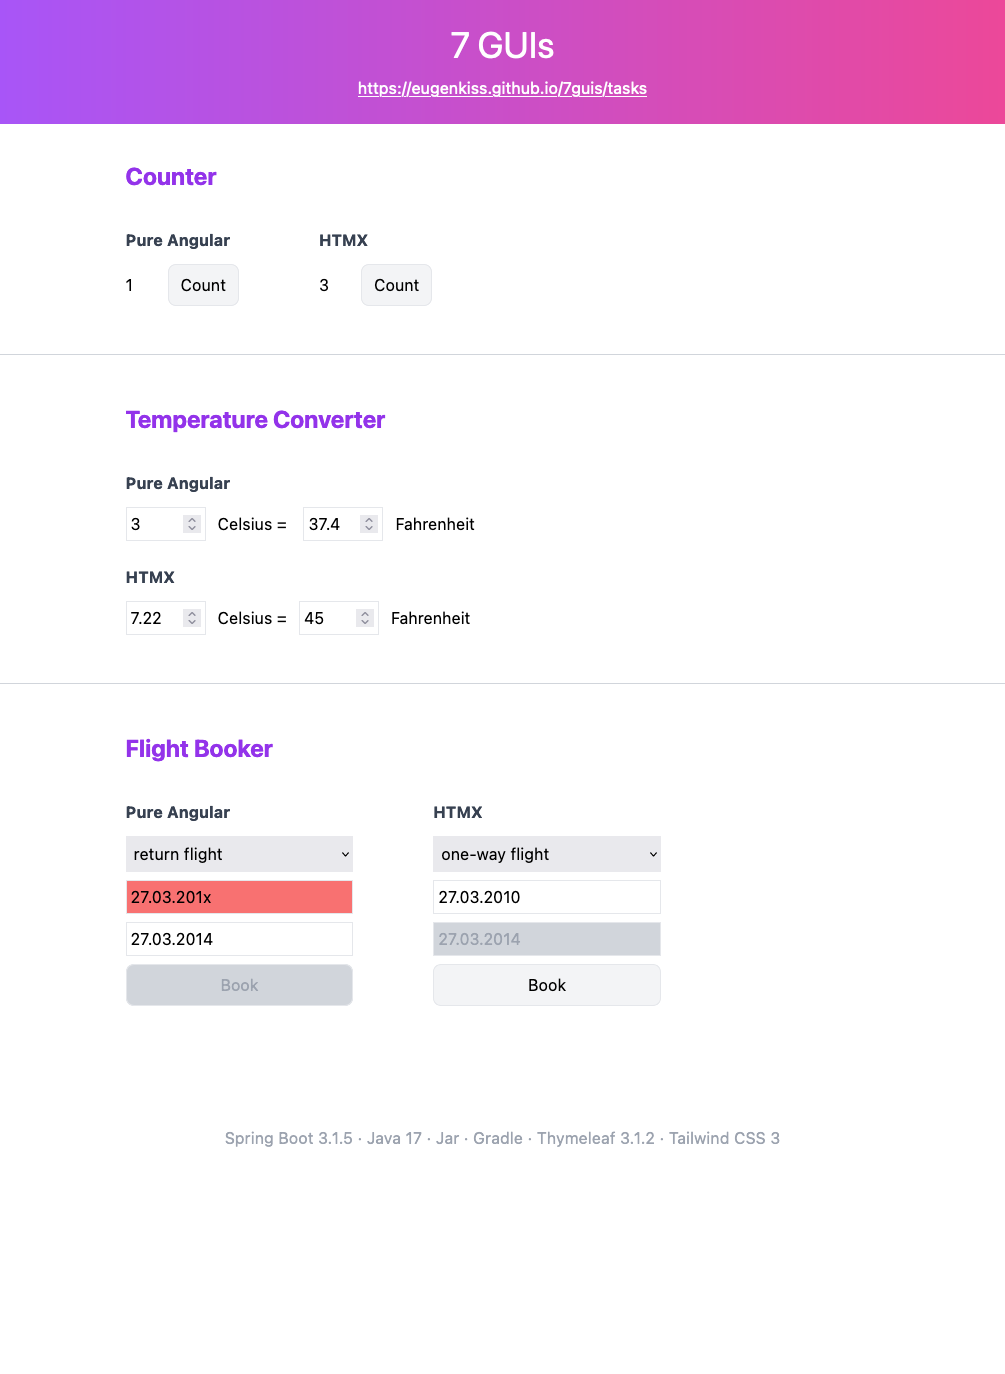 7 GUIs
https://eugenkiss.github.io/7guis/tasks
Counter
Pure Angular
1 Count
HTMX
3 Count
Temperature Converter
Pure Angular
3 Celsius = 37.4 Fahrenheit
HTMX
7.22 Celsius = 45 Fahrenheit
Flight Booker
Pure Angular
return flight
27.03.201x
27.03.2014
Book
HTMX
one-way flight
27.03.2010
27.03.2014
Book
Spring Boot 3.1.5 · Java 17 · Jar · Gradle · Thymeleaf 3.1.2 · Tailwind CSS 3